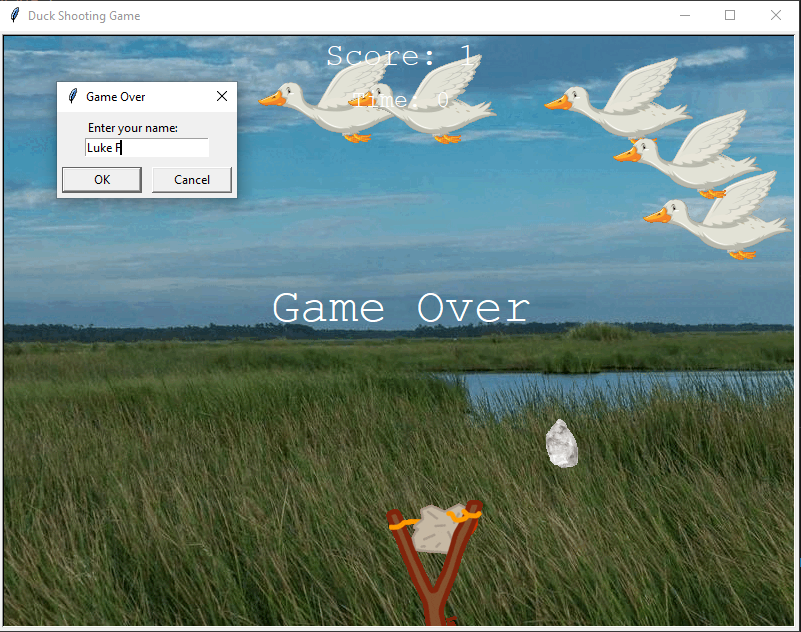 Duck Shooting Game
Score: 1
Game Over
Time: 0
Enter your name:
Luke F
OK Cancel
Game Over